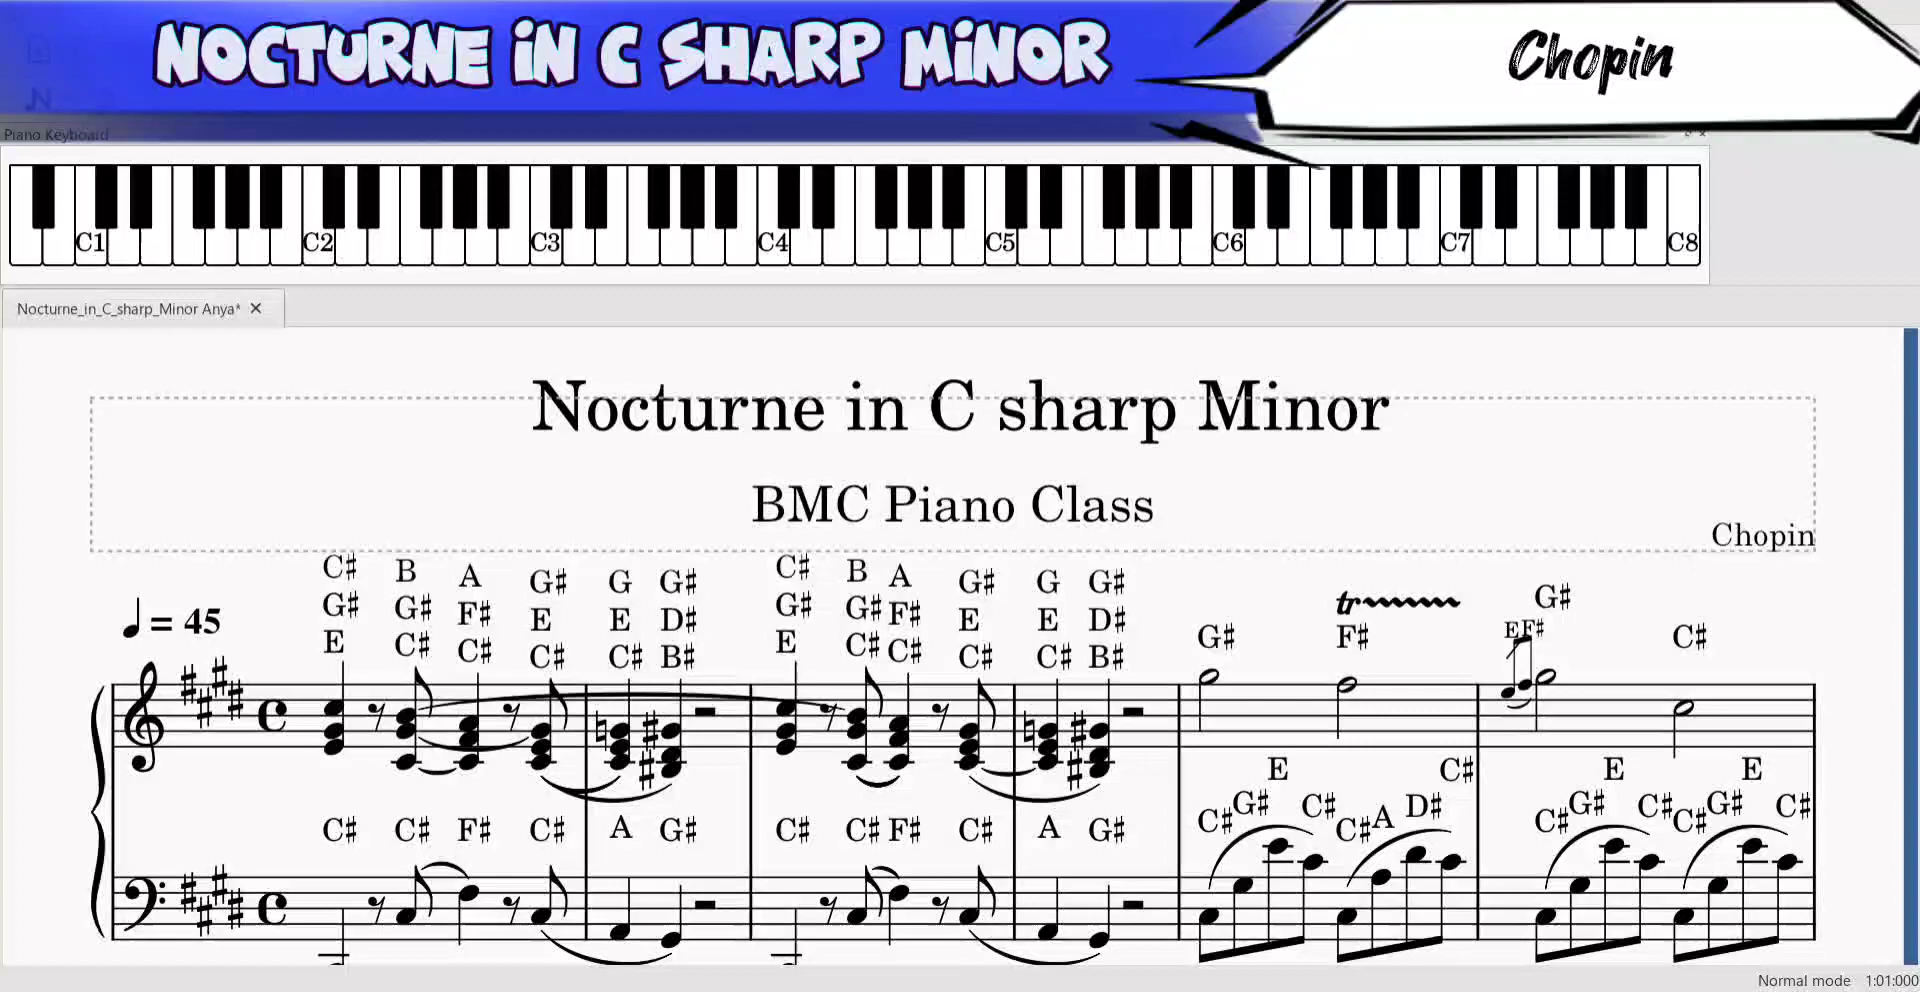 NOCTURNE IN C SHARP MINOR
Chopin
Piano Keyboard
C1 C2 C3 C4 C5 C6 C7 C8
Nocturne_in_C_sharp_Minor Anya* ✕
Nocturne in C sharp Minor
BMC Piano Class
Chopin
C♯ B A G♯ G G♯ C♯ B A G♯ G G♯ G♯
G♯ G♯ F♯ E E D♯ G♯ G♯ F♯ E E D♯ tr
♩ = 45 E C♯ C♯ C♯ C♯ B♯ E C♯ C♯ C♯ C♯ B♯ G♯ F♯ E F♯ C♯
E C♯ E E
C♯ G♯ C♯ C♯ A D♯ C♯ G♯ C♯ C♯ G♯ C♯
C♯ C♯ F♯ C♯ A G♯ C♯ C♯ F♯ C♯ A G♯
Normal mode 1:01:000